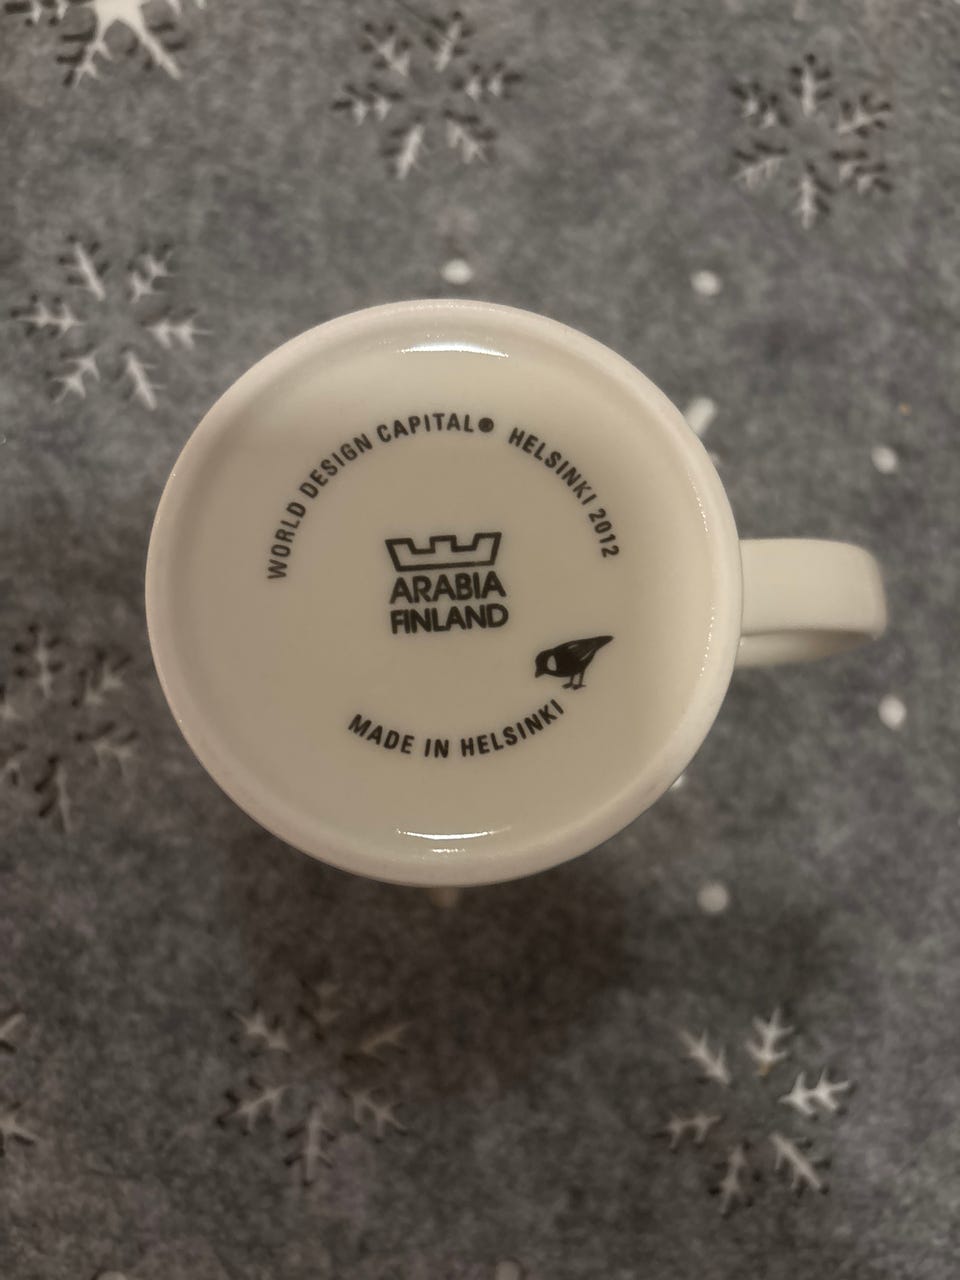 WORLD DESIGN CAPITAL® HELSINKI 2012
ARABIA
FINLAND
MADE IN HELSINKI